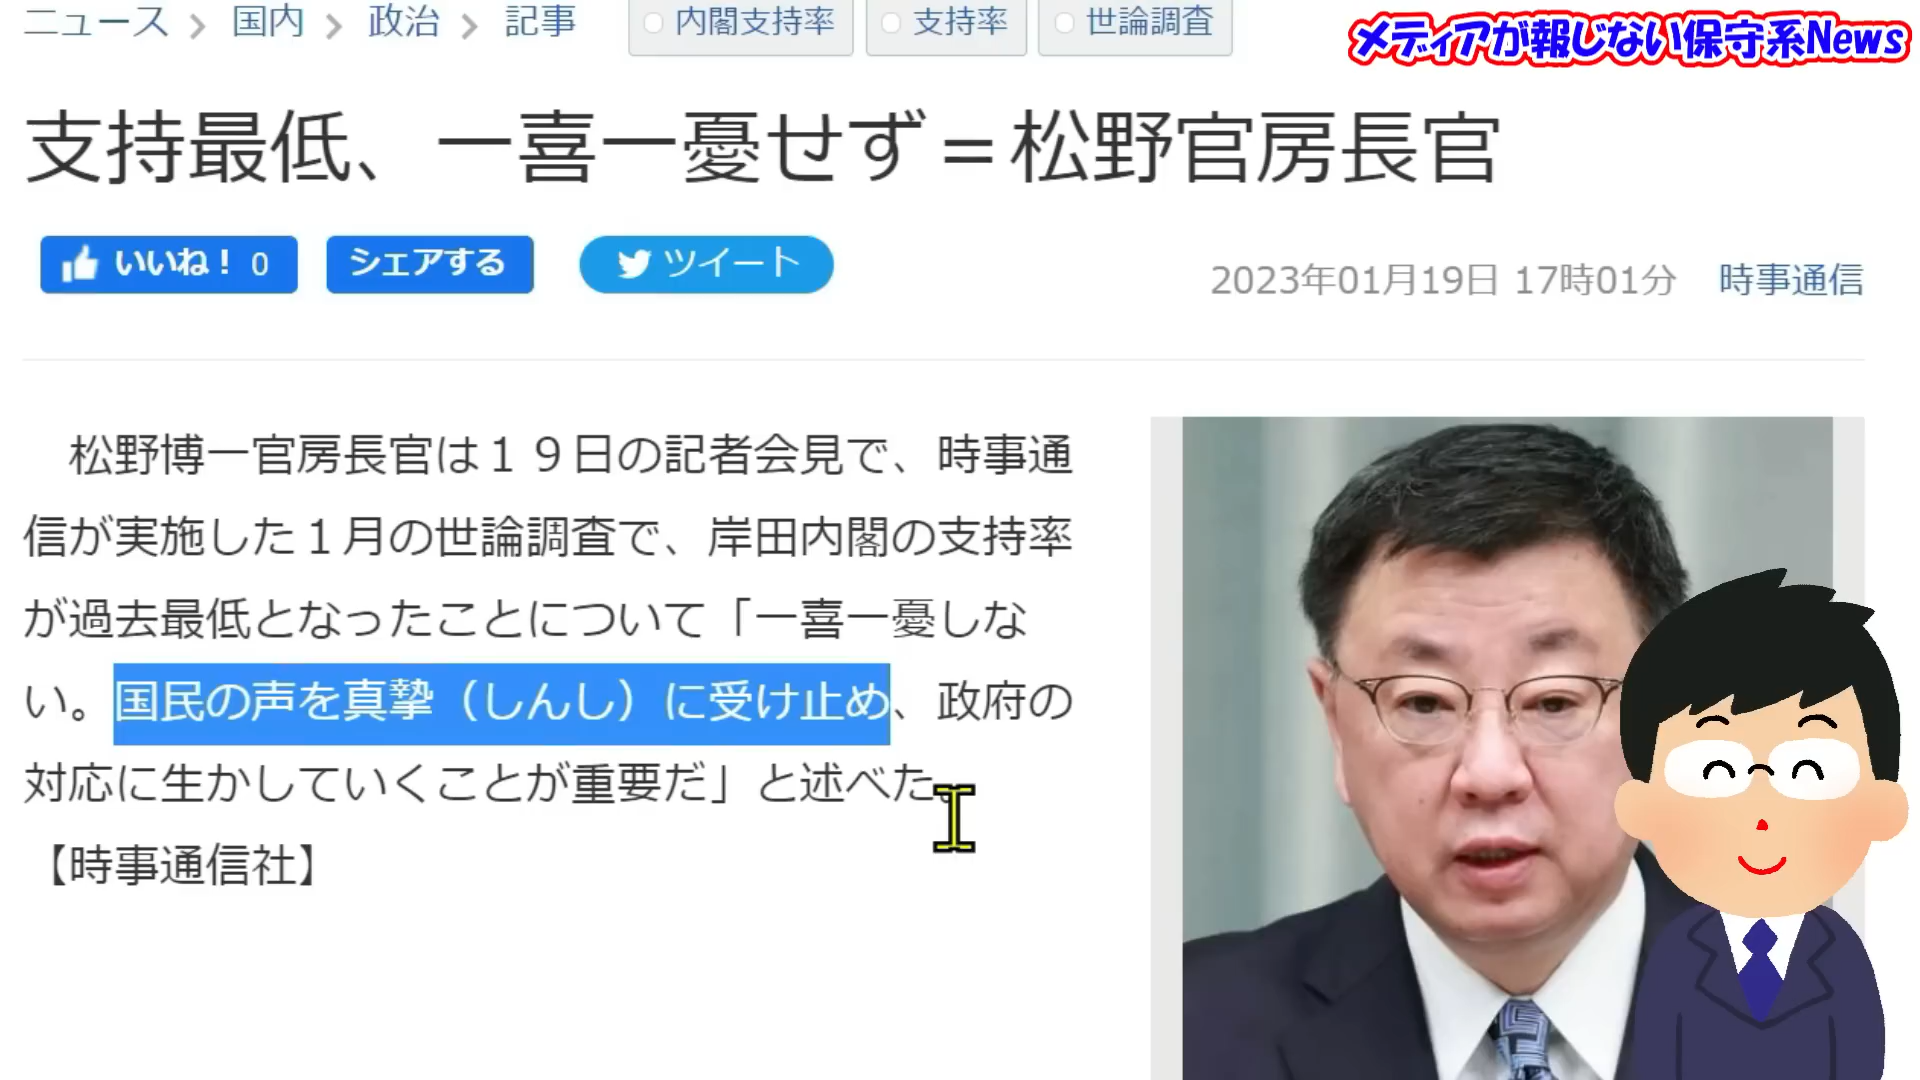 ニュース > 国内 > 政治 > 記事
内閣支持率 支持率 世論調査
メディアが報じない保守系News
支持最低、一喜一憂せず＝松野官房長官
いいね！ 0 シェアする ツイート
2023年01月19日 17時01分 時事通信
松野博一官房長官は１９日の記者会見で、時事通
信が実施した１月の世論調査で、岸田内閣の支持率
が過去最低となったことについて「一喜一憂しな
い。国民の声を真摯（しんし）に受け止め、政府の
対応に生かしていくことが重要だ」と述べた。
【時事通信社】